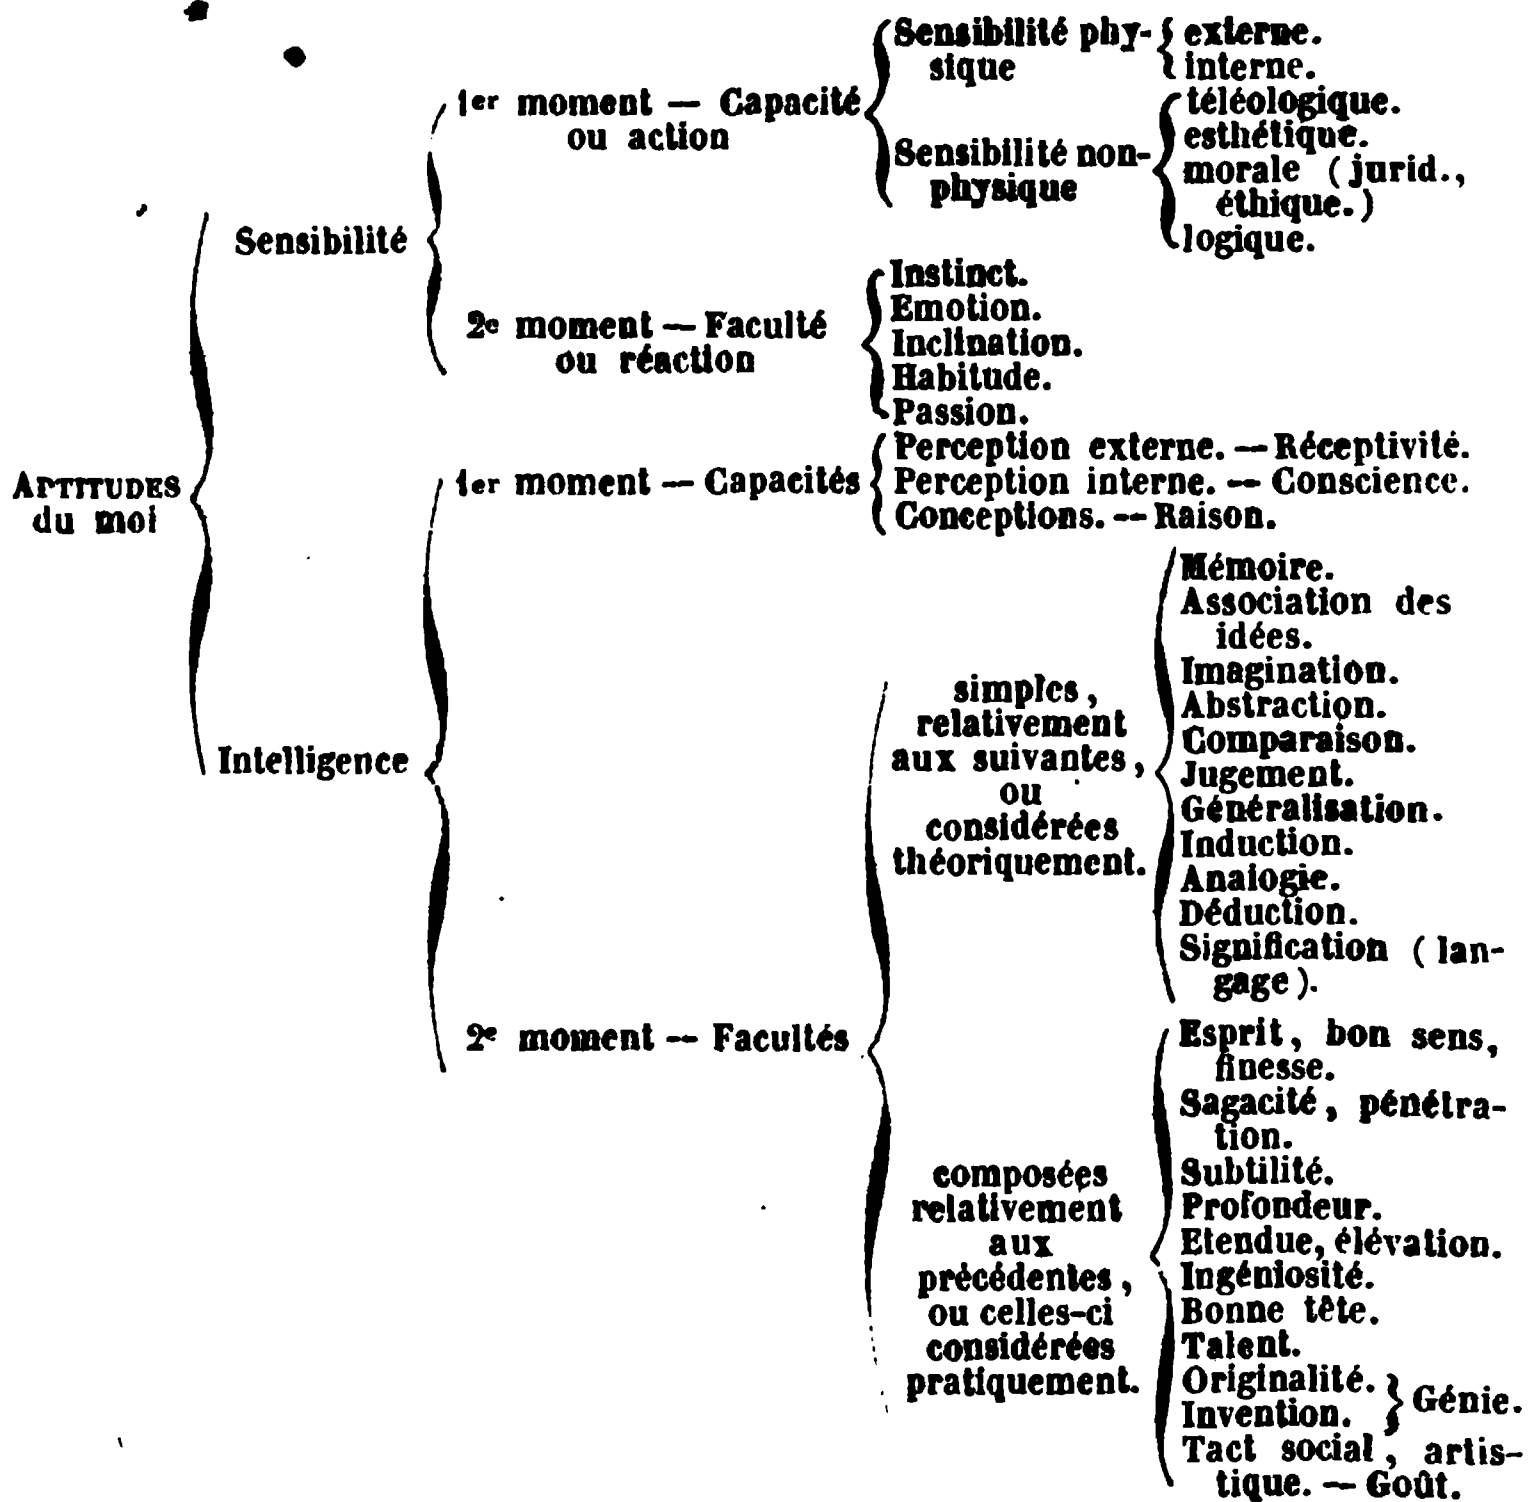 APTITUDES
du moi
Sensibilité
1er moment — Capacité
ou action
Sensibilité phy-
sique
externe.
interne.
Sensibilité non-
physique
téléologique.
esthétique.
morale (jurid.,
éthique.)
logique.
2e moment — Faculté
ou réaction
Instinct.
Emotion.
Inclination.
Habitude.
Passion.
Intelligence
1er moment — Capacités
Perception externe. — Réceptivité.
Perception interne. — Conscience.
Conceptions. — Raison.
2e moment — Facultés
simples,
relativement
aux suivantes,
ou
considérées
théoriquement.
Mémoire.
Association des
idées.
Imagination.
Abstraction.
Comparaison.
Jugement.
Généralisation.
Induction.
Analogie.
Déduction.
Signification (lan-
gage).
composées
relativement
aux
précédentes,
ou celles-ci
considérées
pratiquement.
Esprit, bon sens,
finesse.
Sagacité, pénétra-
tion.
Subtilité.
Profondeur.
Etendue, élévation.
Ingéniosité.
Bonne tête.
Talent.
Originalité.
Invention.
Génie.
Tact social, artis-
tique. — Goût.